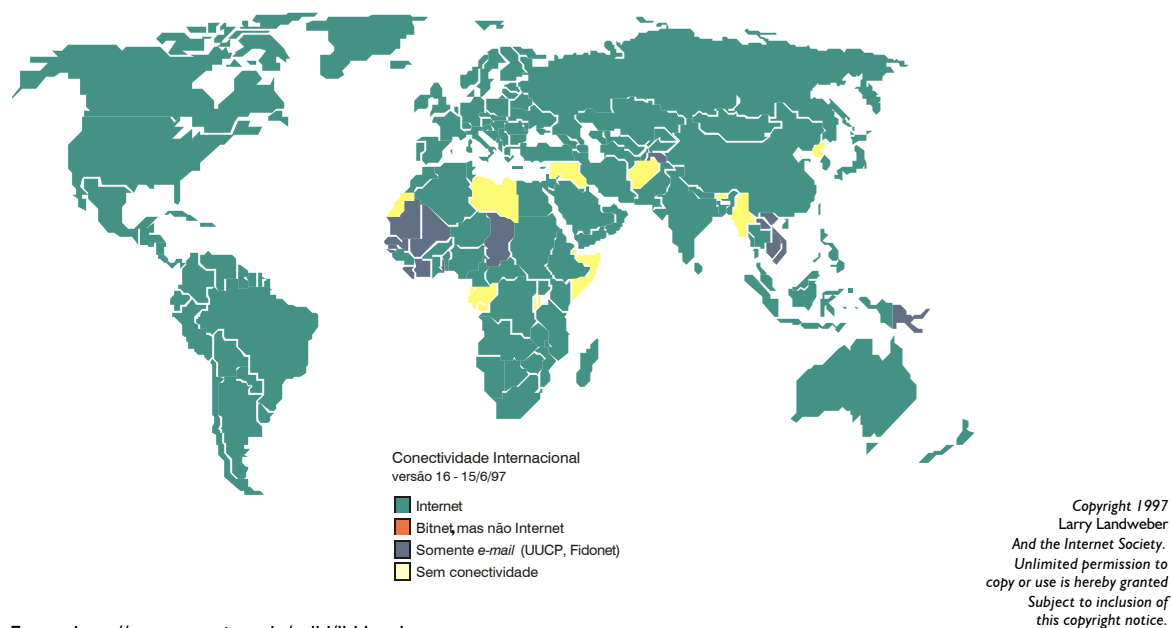 Conectividade Internacional
versão 16 - 15/6/97
Internet
Bitnet, mas não Internet
Somente e-mail (UUCP, Fidonet)
Sem conectividade
Copyright 1997
Larry Landweber
And the Internet Society.
Unlimited permission to
copy or use is hereby granted
Subject to inclusion of
this copyright notice.